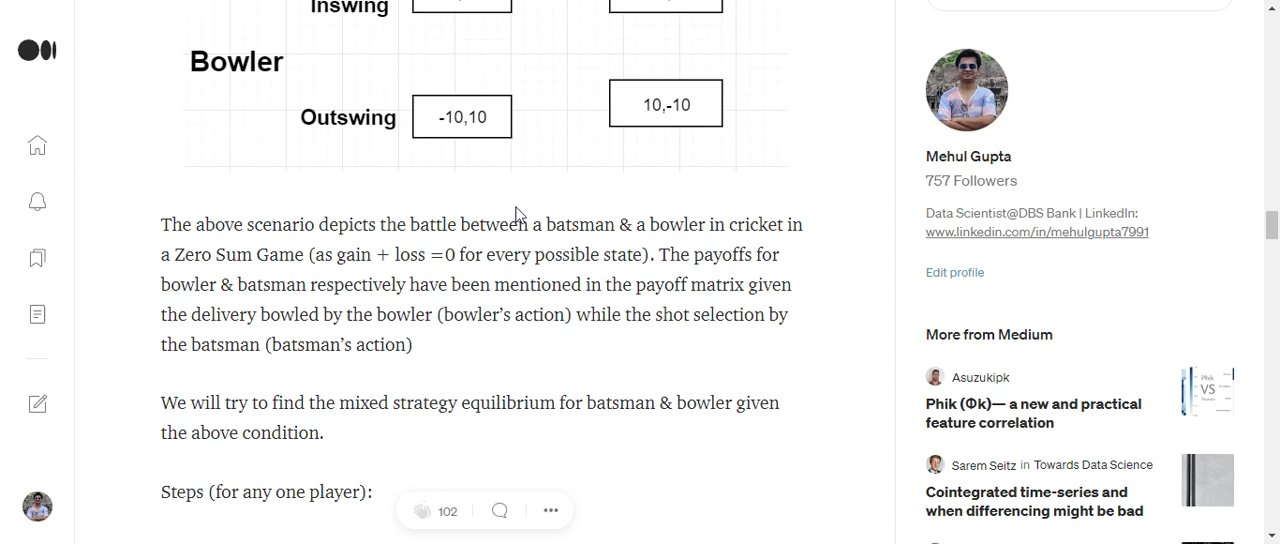 Inswing
Bowler
Outswing
-10,10
10,-10
The above scenario depicts the battle between a batsman & a bowler in cricket in
a Zero Sum Game (as gain + loss =0 for every possible state). The payoffs for
bowler & batsman respectively have been mentioned in the payoff matrix given
the delivery bowled by the bowler (bowler's action) while the shot selection by
the batsman (batsman's action)
We will try to find the mixed strategy equilibrium for batsman & bowler given
the above condition.
Steps (for any one player):
102
Mehul Gupta
757 Followers
Data Scientist@DBS Bank | LinkedIn:
www.linkedin.com/in/mehulgupta7991
Edit profile
More from Medium
Asuzukipk
Phik (Φk)— a new and practical
feature correlation
Phik
VS
Sarem Seitz in Towards Data Science
Cointegrated time-series and
when differencing might be bad